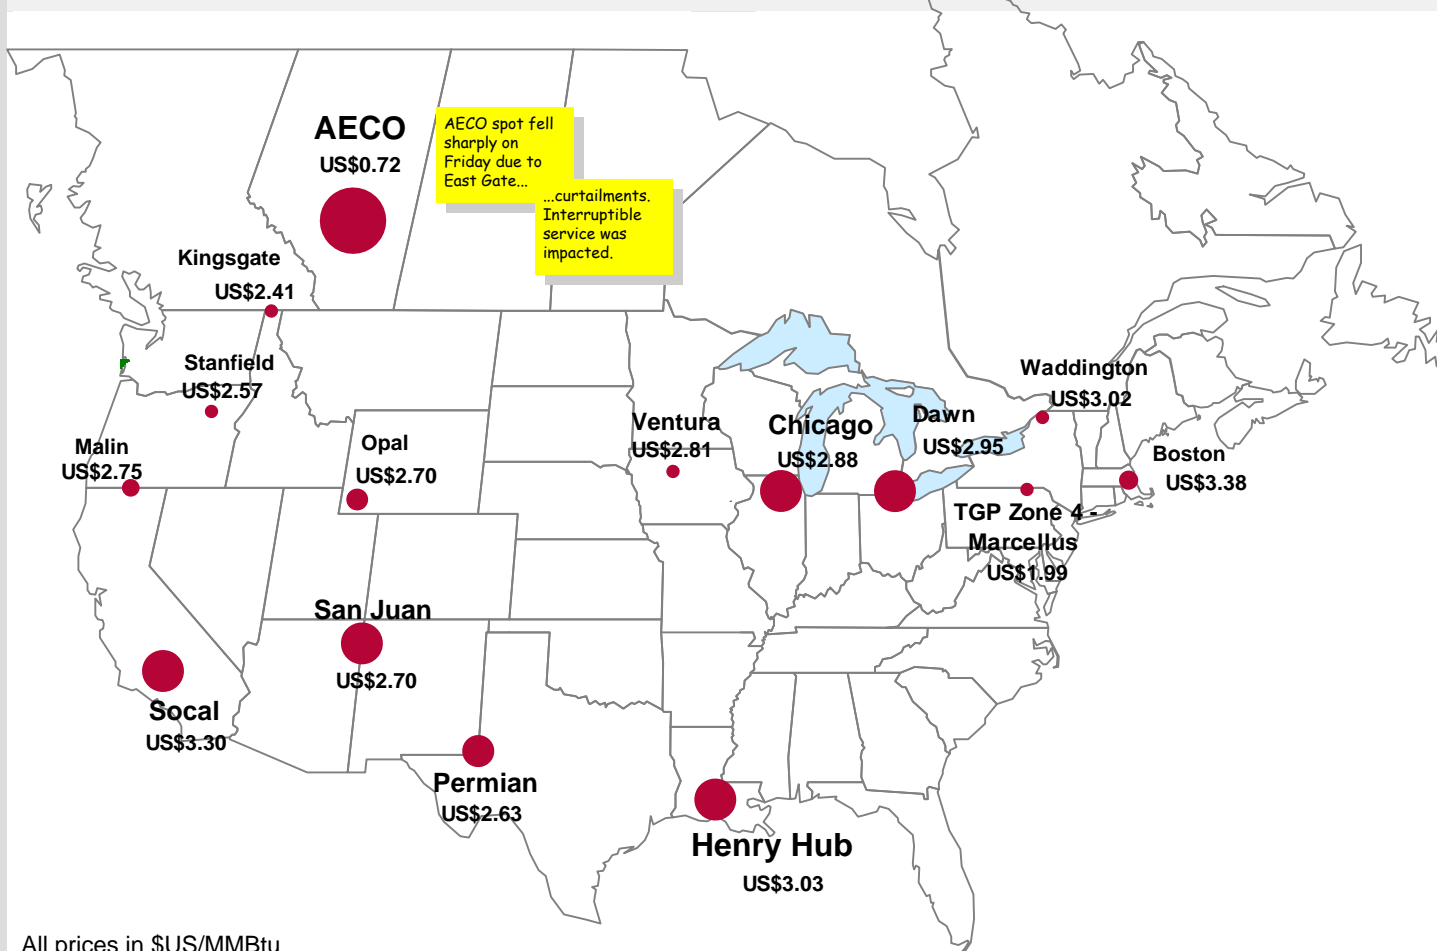 AECO
US$0.72
AECO spot fell
sharply on
Friday due to
East Gate...
...curtailments.
Interruptible
service was
impacted.
Kingsgate
US$2.41
Stanfield
US$2.57
Malin
US$2.75
Opal
US$2.70
Ventura
US$2.81
Chicago
US$2.88
Dawn
US$2.95
Waddington
US$3.02
Boston
US$3.38
TGP Zone 4 -
Marcellus
US$1.99
San Juan
US$2.70
Socal
US$3.30
Permian
US$2.63
Henry Hub
US$3.03
All prices in $US/MMBtu